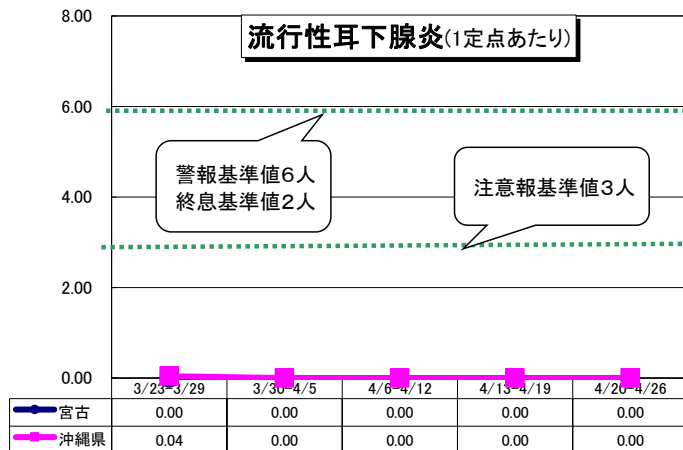 流行性耳下腺炎(1定点あたり)
8.00
6.00
4.00
2.00
0.00
警報基準値6人
終息基準値2人
注意報基準値3人
3/23-3/29 3/30-4/5 4/6-4/12 4/13-4/19 4/20-4/26
宮古 0.00 0.00 0.00 0.00 0.00
沖縄県 0.04 0.00 0.00 0.00 0.00